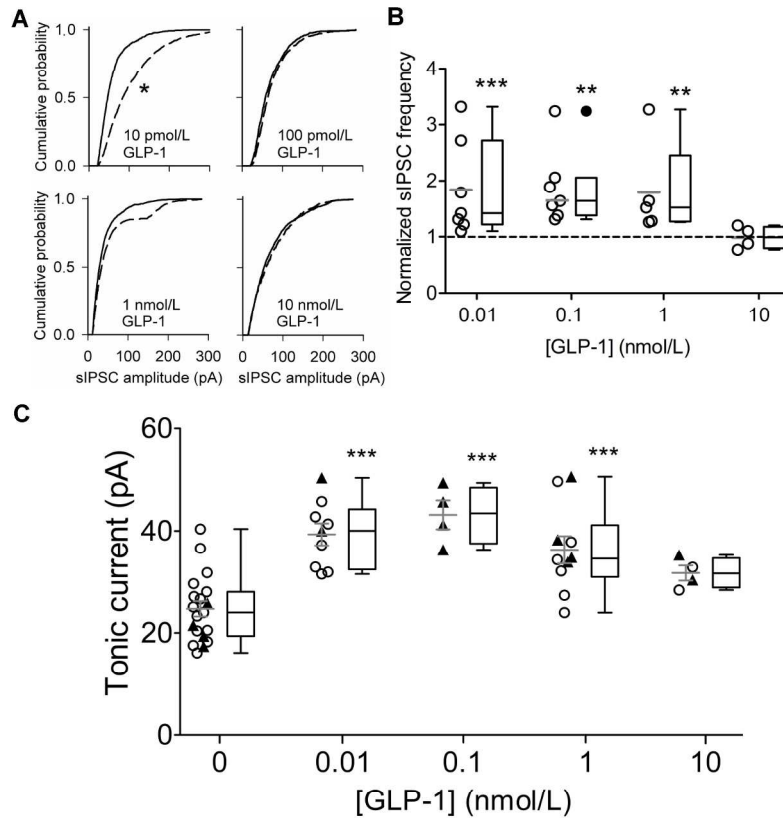 A
Cumulative probability
1.0
0.5
0.0
*
10 pmol/L
GLP-1
1.0
0.5
100 pmol/L
GLP-1
Cumulative probability
1.0
0.5
0.0
1 nmol/L
GLP-1
0 100 200 300
sIPSC amplitude (pA)
1.0
0.5
10 nmol/L
GLP-1
0 100 200 300
sIPSC amplitude (pA)
B
Normalized sIPSC frequency
4
3
2
1
0
*** ** **
0.01 0.1 1 10
[GLP-1] (nmol/L)
C
Tonic current (pA)
60
40
20
0
*** *** ***
0 0.01 0.1 1 10
[GLP-1] (nmol/L)